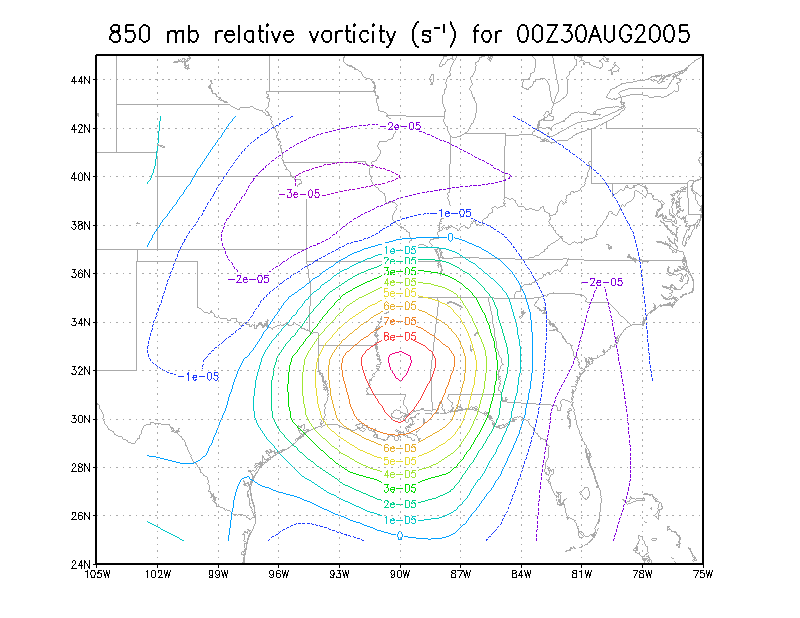 850 mb relative vorticity (s⁻¹) for 00Z30AUG2005
44N
42N
40N
38N
36N
34N
32N
30N
28N
26N
24N
105W 102W 99W 96W 93W 90W 87W 84W 81W 78W 75W
-2e-05
-3e-05
-1e-05
0
1e-05
2e-05
3e-05
-2e-05
-2e-05
4e-05
5e-05
6e-05
7e-05
8e-05
-1e-05
6e-05
5e-05
4e-05
3e-05
2e-05
1e-05
0